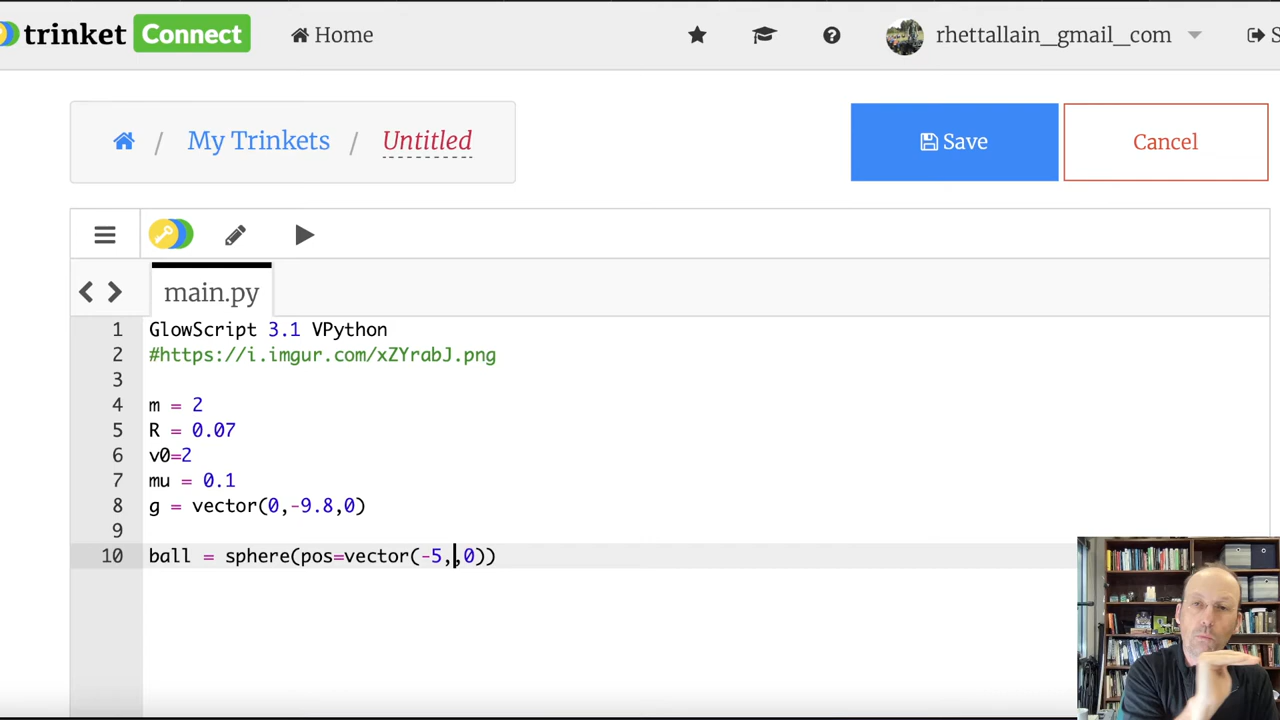 trinket Connect Home rhettallain_gmail_com S
/ My Trinkets / Untitled Save Cancel
main.py
1 GlowScript 3.1 VPython
2 #https://i.imgur.com/xZYrabJ.png
3
4 m = 2
5 R = 0.07
6 v0=2
7 mu = 0.1
8 g = vector(0,-9.8,0)
9
10 ball = sphere(pos=vector(-5,,0))